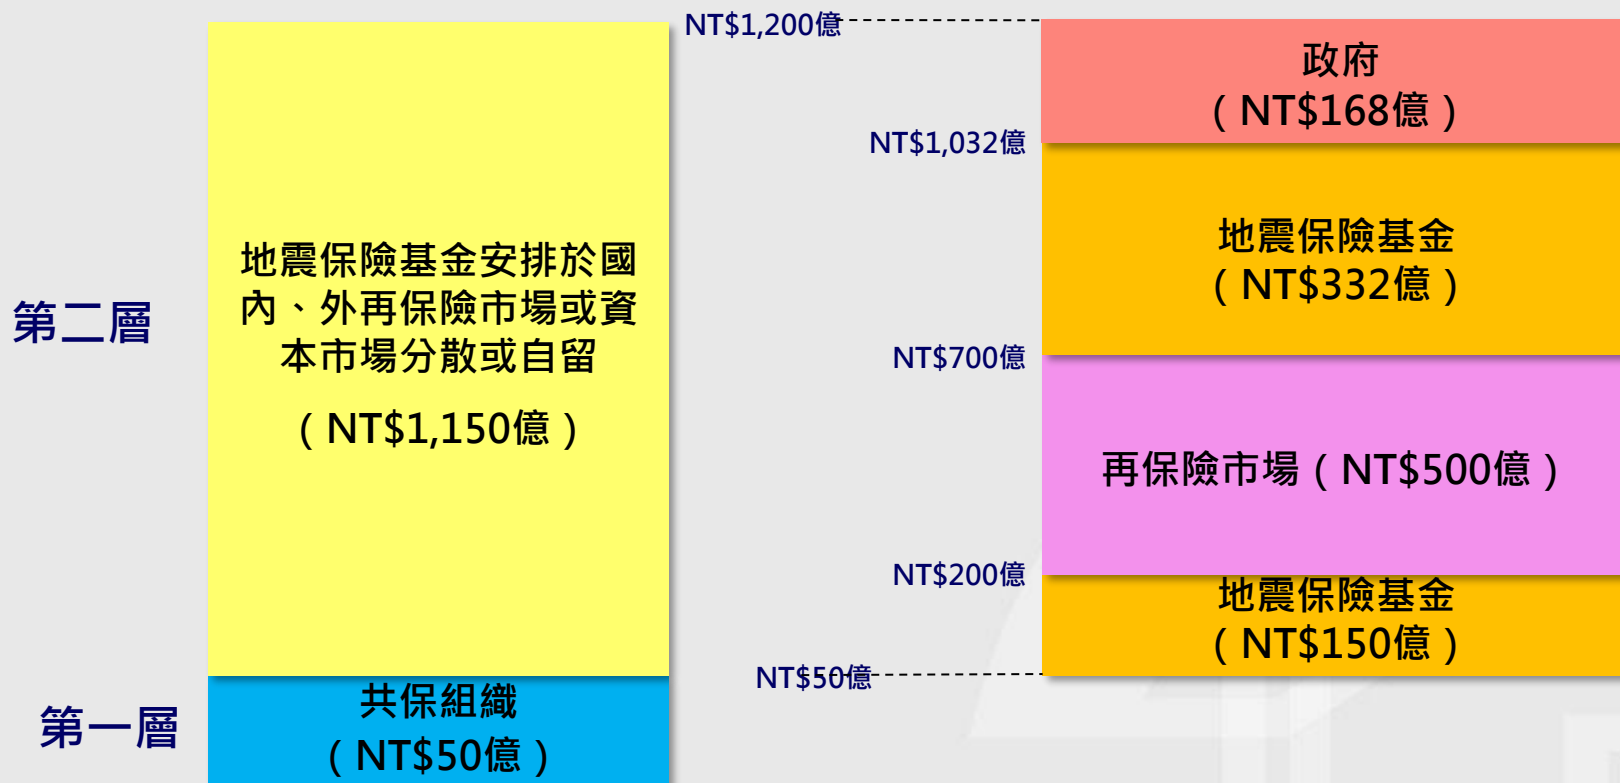 第二層
地震保險基金安排於國
內、外再保險市場或資
本市場分散或自留
（NT$1,150億）
第一層
共保組織
（NT$50億）
NT$1,200億
NT$1,032億
NT$700億
NT$200億
NT$50億
政府
（NT$168億）
地震保險基金
（NT$332億）
再保險市場（NT$500億）
地震保險基金
（NT$150億）